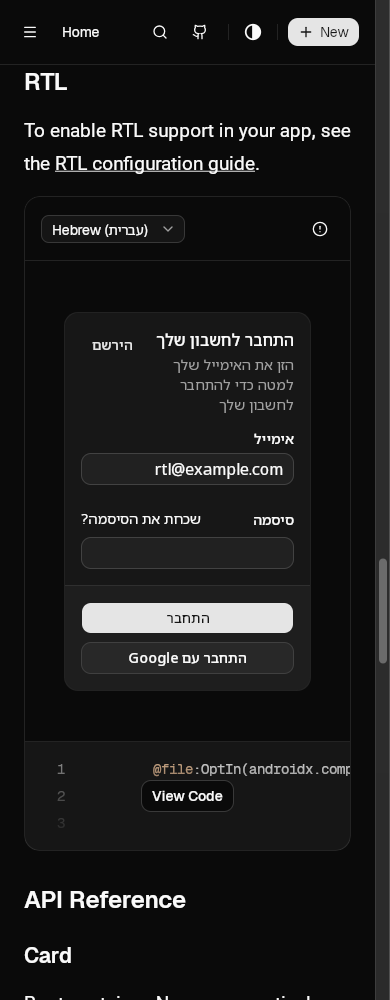 Home
New
RTL
To enable RTL support in your app, see
the RTL configuration guide.
Hebrew (עברית)
התחבר לחשבון שלך
הירשם
הזן את האימייל שלך
למטה כדי להתחבר
לחשבון שלך
אימייל
rtl@example.com
סיסמה
שכחת את הסיסמה?
התחבר
התחבר עם Google
1 @file:OptIn(androidx.comp
2
View Code
3
API Reference
Card